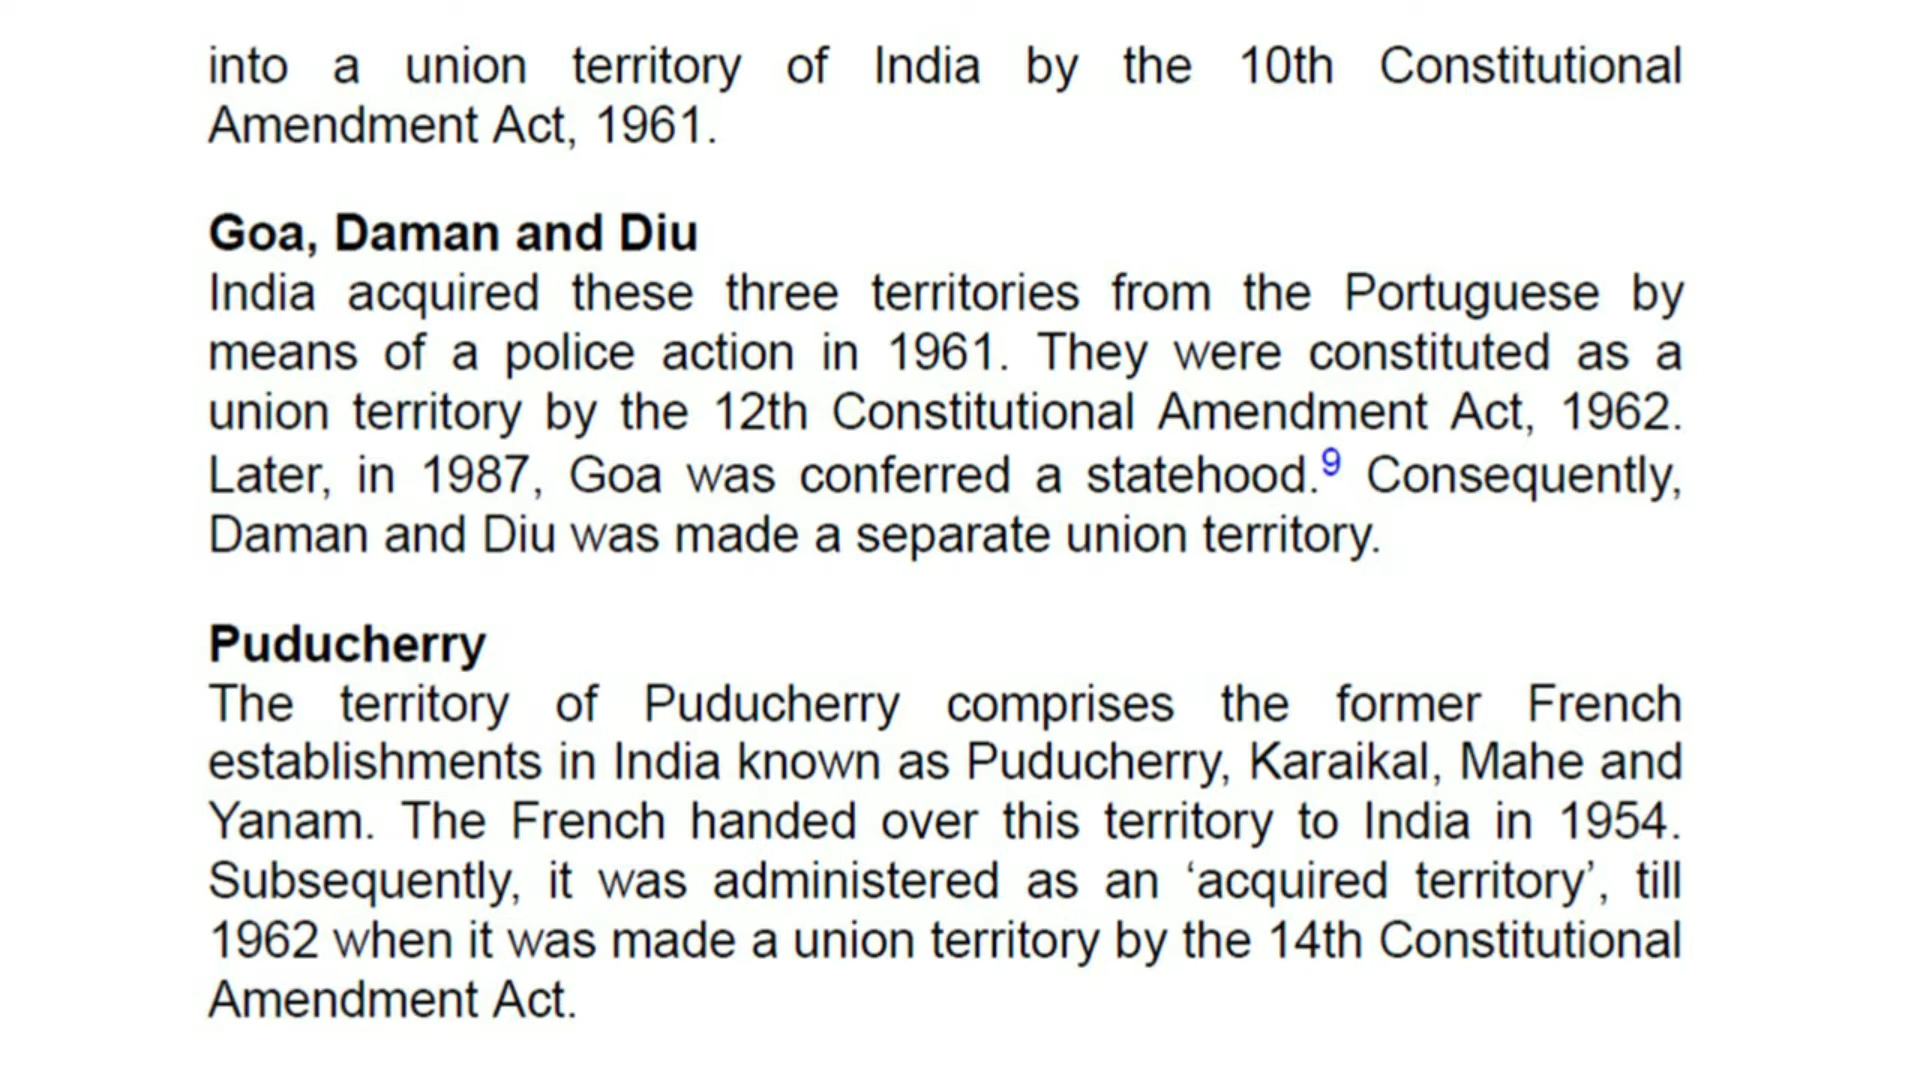 into a union territory of India by the 10th Constitutional
Amendment Act, 1961.
Goa, Daman and Diu
India acquired these three territories from the Portuguese by
means of a police action in 1961. They were constituted as a
union territory by the 12th Constitutional Amendment Act, 1962.
Later, in 1987, Goa was conferred a statehood.9 Consequently,
Daman and Diu was made a separate union territory.
Puducherry
The territory of Puducherry comprises the former French
establishments in India known as Puducherry, Karaikal, Mahe and
Yanam. The French handed over this territory to India in 1954.
Subsequently, it was administered as an ‘acquired territory’, till
1962 when it was made a union territory by the 14th Constitutional
Amendment Act.